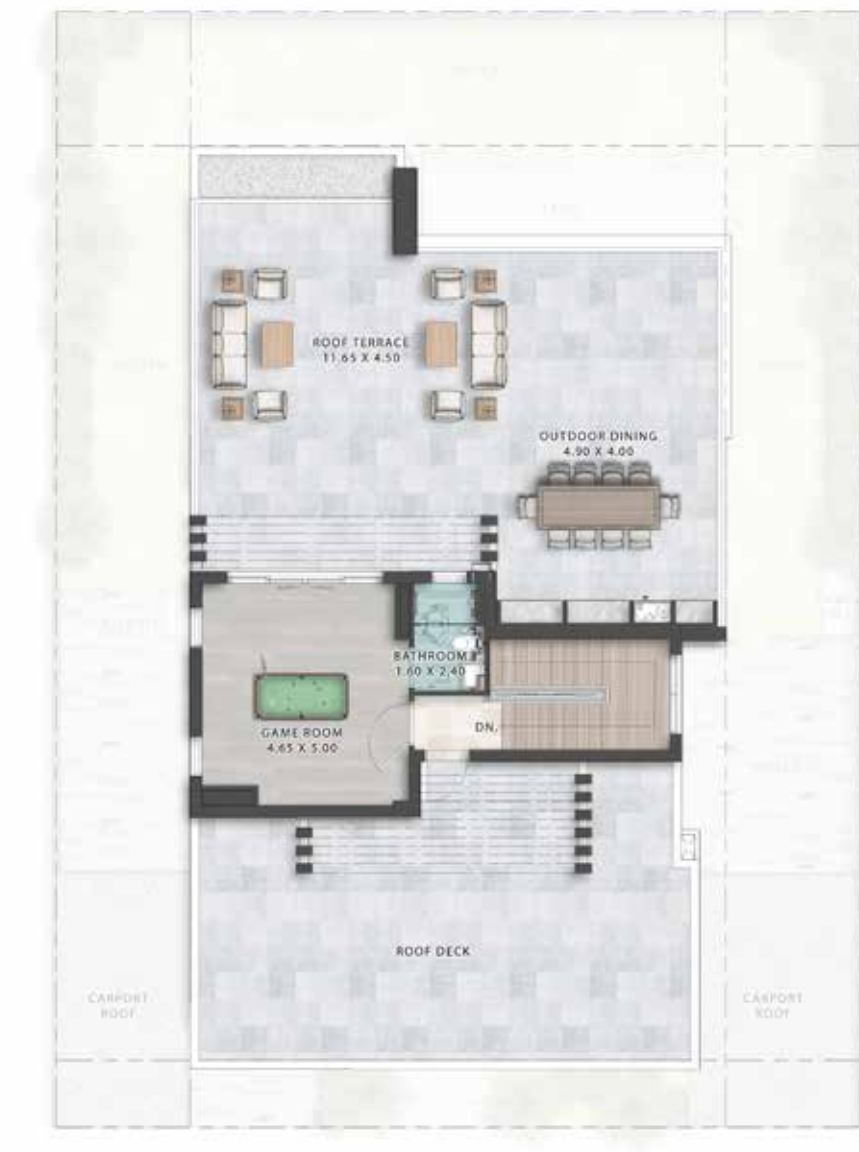 ROOF TERRACE
11.65 X 4.50
OUTDOOR DINING
4.90 X 4.00
BATHROOM
1.60 X 2.40
GAME ROOM
4.65 X 5.00
DN.
ROOF DECK
CARPORT
ROOF
CARPORT
ROOF